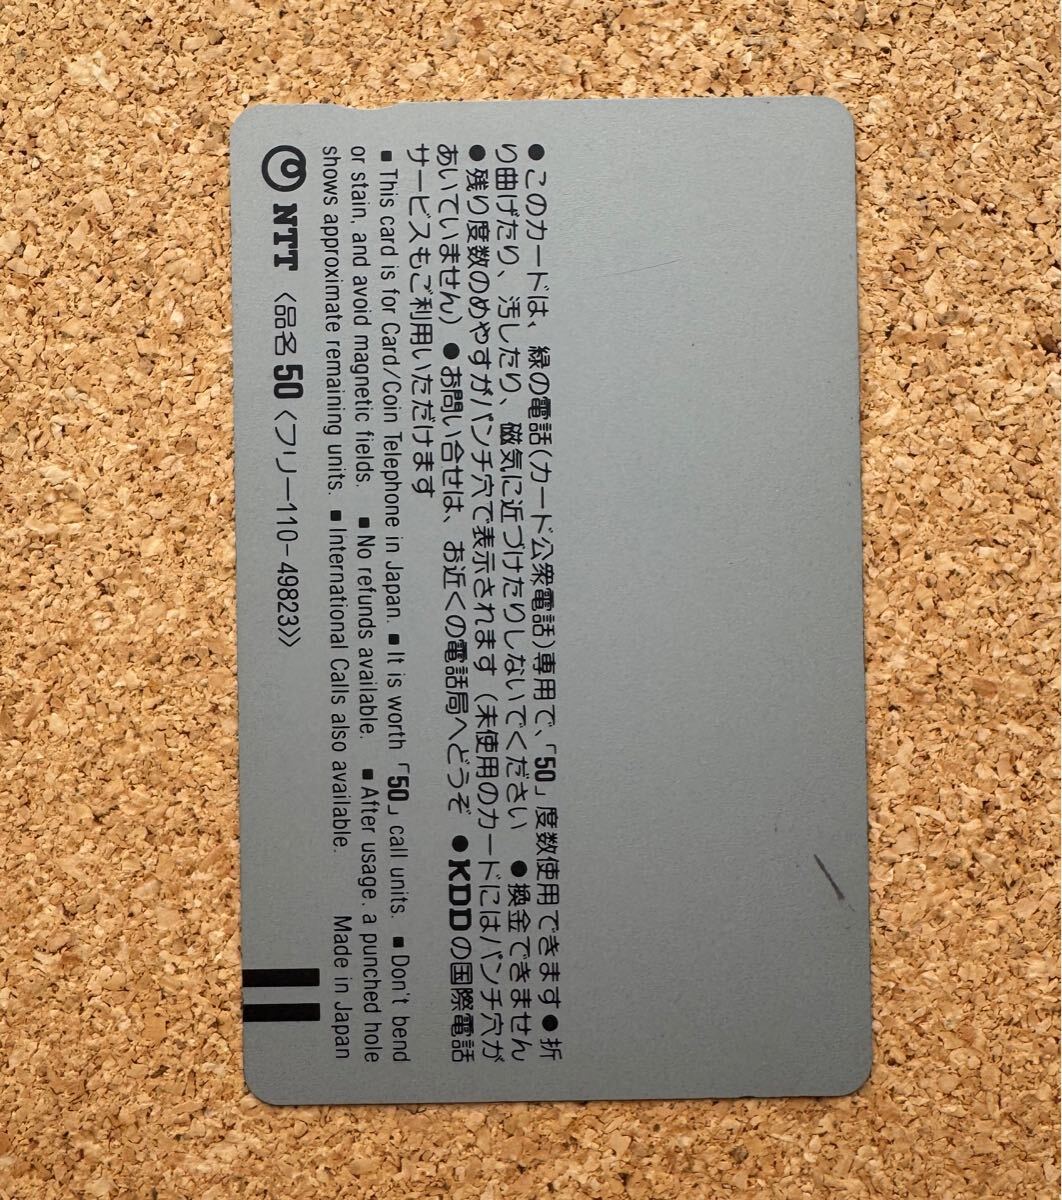 ●このカードは、緑の電話(カード公衆電話)専用で、「50」度数使用できます●折
り曲げたり、汚したり、磁気に近づけたりしないでください ●換金できません
●残り度数のめやすがパンチ穴で表示されます(未使用のカードにはパンチ穴が
あいていません) ●お問い合せは、お近くの電話局へどうぞ ●KDDの国際電話
サービスもご利用いただけます
■This card is for Card/Coin Telephone in Japan. ■It is worth 「50」call units. ■Don't bend
or stain, and avoid magnetic fields. ■No refunds available. ■After usage. a punched hole
shows approximate remaining units. ■International Calls also available. Made in Japan
NTT 〈品名50〈フリー110-49823〉〉